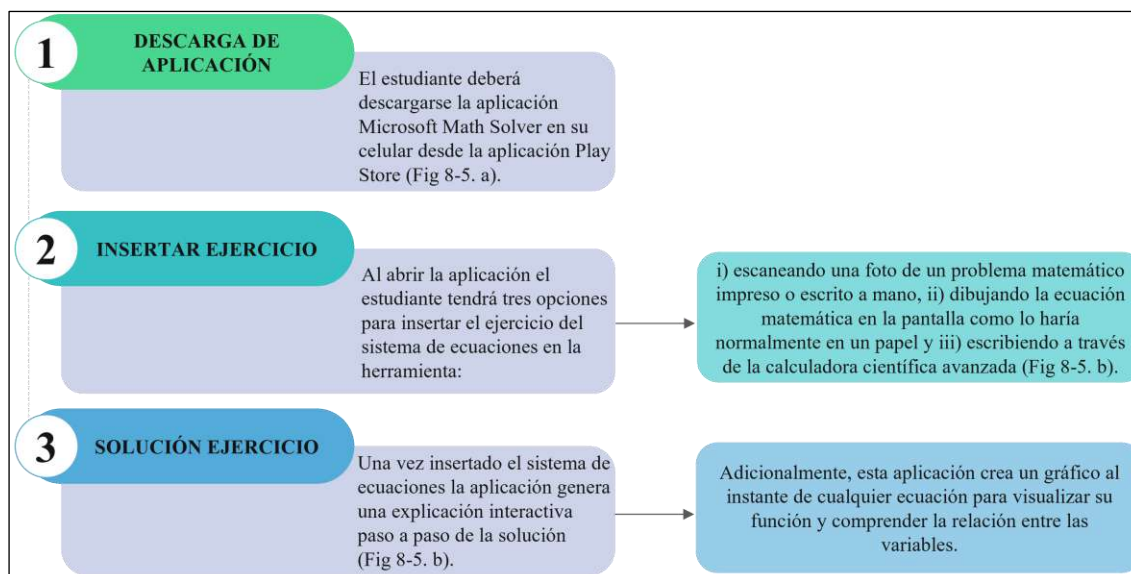 1
DESCARGA DE
APLICACIÓN
El estudiante deberá
descargarse la aplicación
Microsoft Math Solver en su
celular desde la aplicación Play
Store (Fig 8-5. a).
2
INSERTAR EJERCICIO
Al abrir la aplicación el
estudiante tendrá tres opciones
para insertar el ejercicio del
sistema de ecuaciones en la
herramienta:
i) escaneando una foto de un problema matemático
impreso o escrito a mano, ii) dibujando la ecuación
matemática en la pantalla como lo haría
normalmente en un papel y iii) escribiendo a través
de la calculadora científica avanzada (Fig 8-5. b).
3
SOLUCIÓN EJERCICIO
Una vez insertado el sistema de
ecuaciones la aplicación genera
una explicación interactiva
paso a paso de la solución
(Fig 8-5. b).
Adicionalmente, esta aplicación crea un gráfico al
instante de cualquier ecuación para visualizar su
función y comprender la relación entre las
variables.